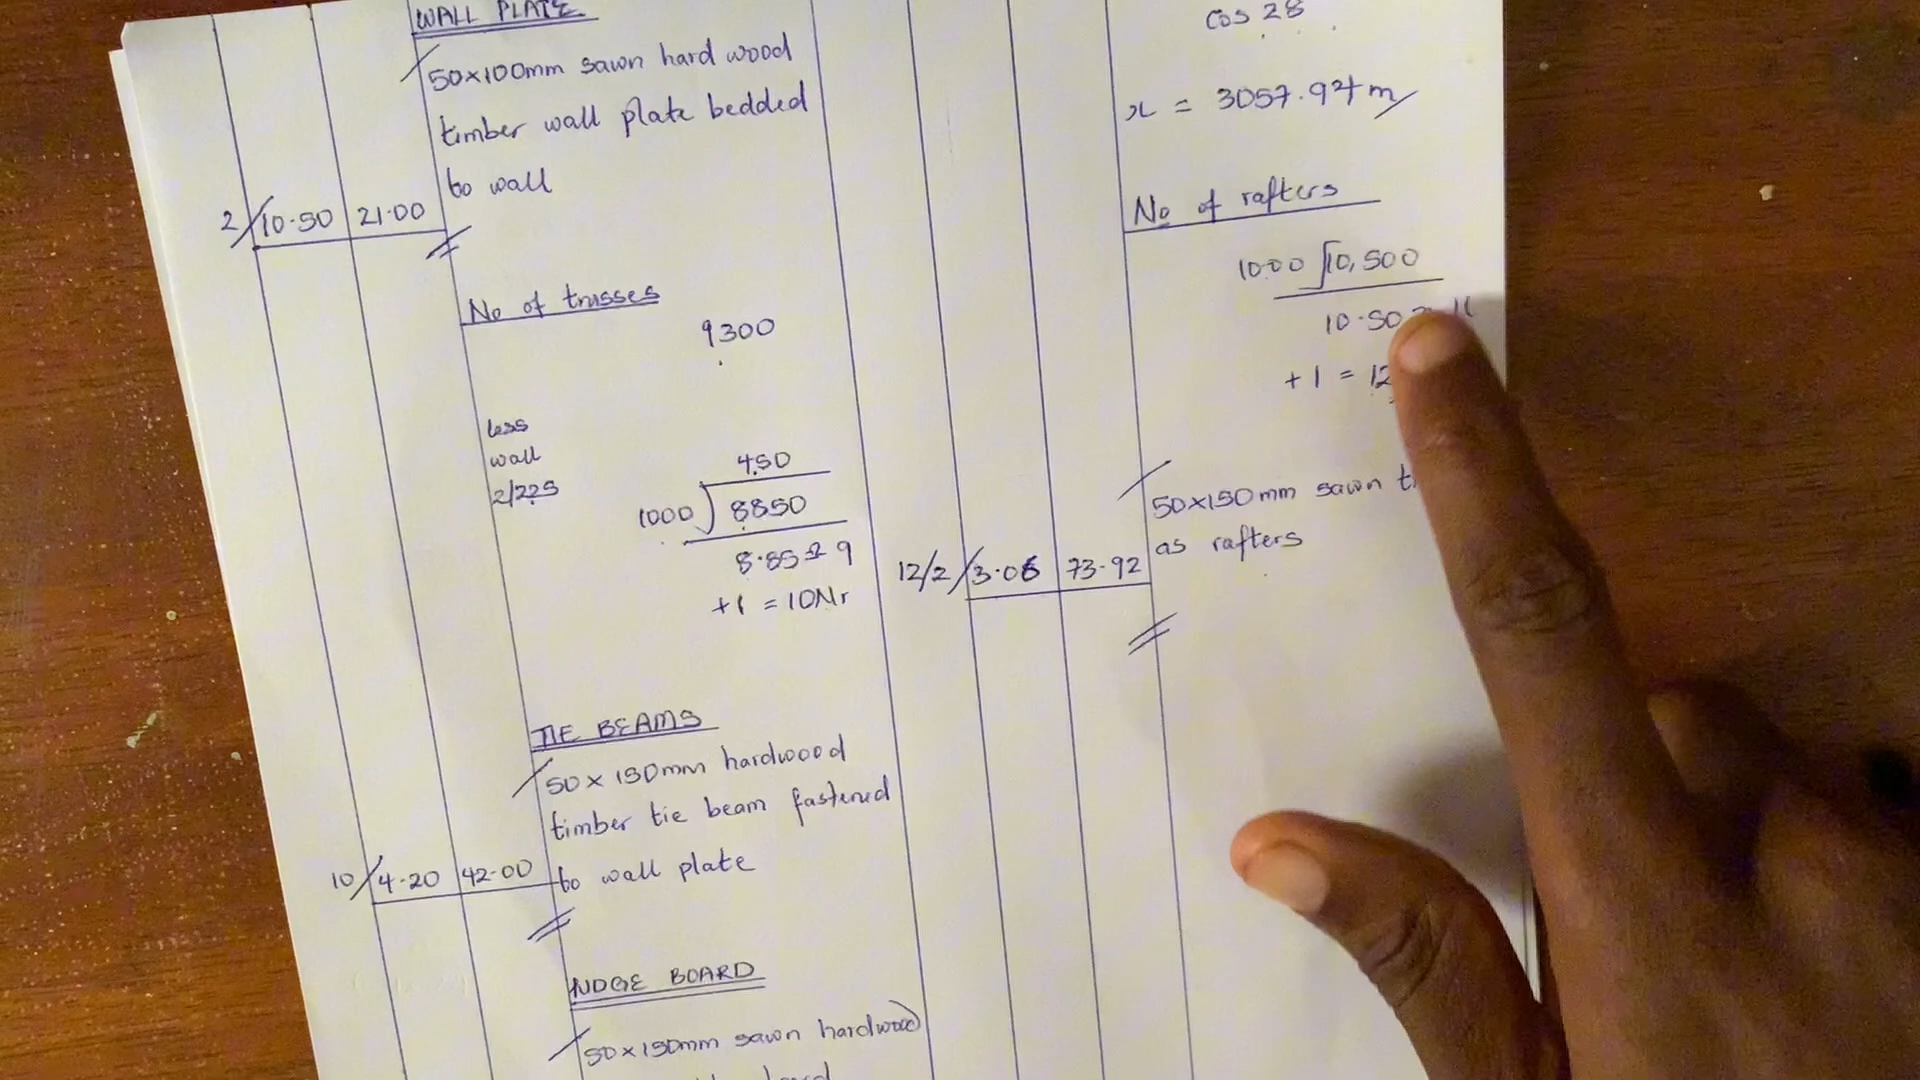 WALL PLATE
50x100mm sawn hard wood
timber wall plate bedded
to wall
2/ 10.50 21.00
No of trusses
9300
less
wall
2/225
450
1000 8850
8.85 ≏ 9
+1 = 10Nr
TIE BEAMS
50 x 150mm hardwood
timber tie beam fastened
to wall plate
10/ 4.20 42.00
BOARD
50x150mm sawn hardwood
cos 28
x = 3057.94m
No of rafters
1000 10,500
10.50
+1 = 12
50x150mm sawn
as rafters
12/2/ 3.08 73.92